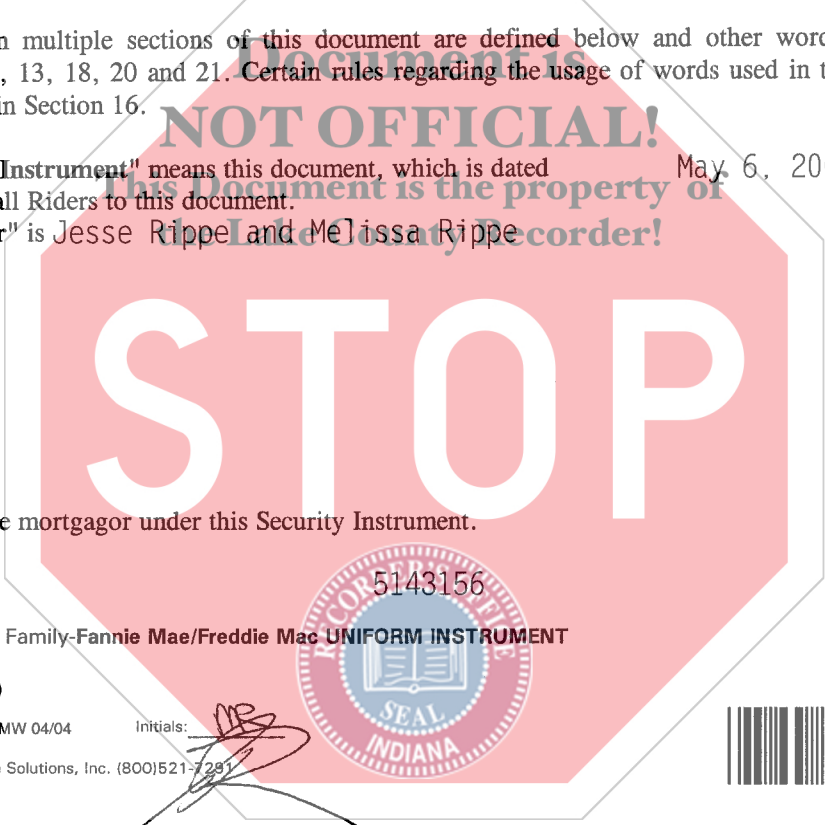 n multiple sections of this document are defined below and other word
Document is
, 13, 18, 20 and 21. Certain rules regarding the usage of words used in t
in Section 16.
NOT OFFICIAL!
Instrument" means this document, which is dated May 6, 20
This Document is the property of
all Riders to this document.
r" is Jesse Rippe and Melissa Rippe
the Lake County Recorder!
STOP
e mortgagor under this Security Instrument.
5143156
RECORDER'S OFFICE
Family-Fannie Mae/Freddie Mac UNIFORM INSTRUMENT
)
SEAL
MW 04/04 Initials: MR
INDIANA
Solutions, Inc. (800)521-7291